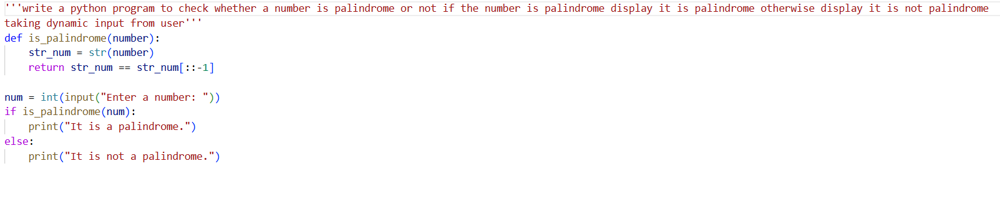 '''write a python program to check whether a number is palindrome or not if the number is palindrome display it is palindrome otherwise display it is not palindrome
taking dynamic input from user'''
def is_palindrome(number):
    str_num = str(number)
    return str_num == str_num[::-1]

num = int(input("Enter a number: "))
if is_palindrome(num):
    print("It is a palindrome.")
else:
    print("It is not a palindrome.")